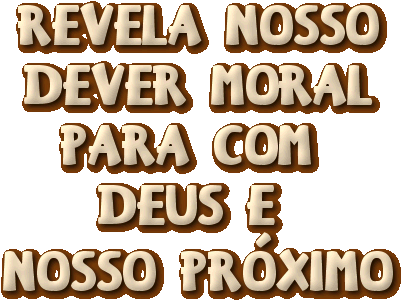 REVELA NOSSO
DEVER MORAL
PARA COM
DEUS E
NOSSO PRÓXIMO